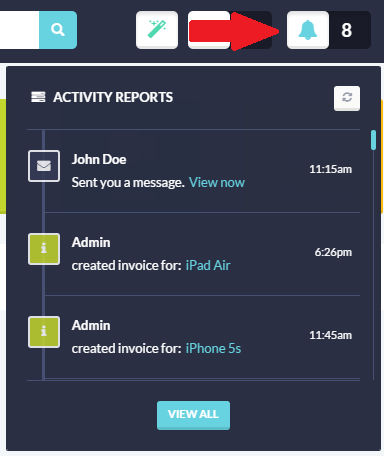 8
ACTIVITY REPORTS
John Doe
Sent you a message. View now
11:15am
Admin
created invoice for: iPad Air
6:26pm
Admin
created invoice for: iPhone 5s
11:45am
VIEW ALL